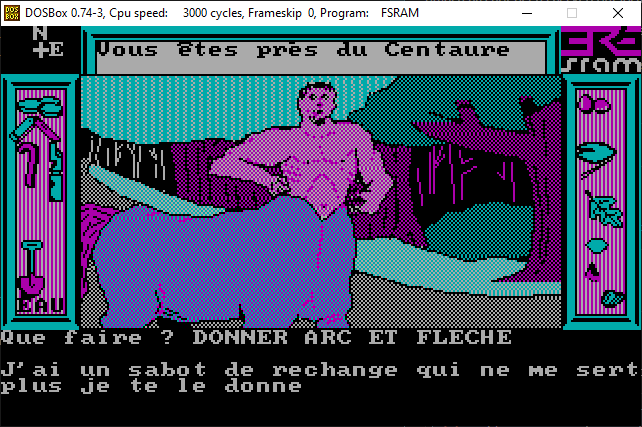 DOSBox 0.74-3, Cpu speed: 3000 cycles, Frameskip 0, Program: FSRAM
N
E
Vous êtes près du Centaure
ERE
sram
EAU
Que faire ? DONNER ARC ET FLECHE
J'ai un sabot de rechange qui ne me sert
plus je te le donne